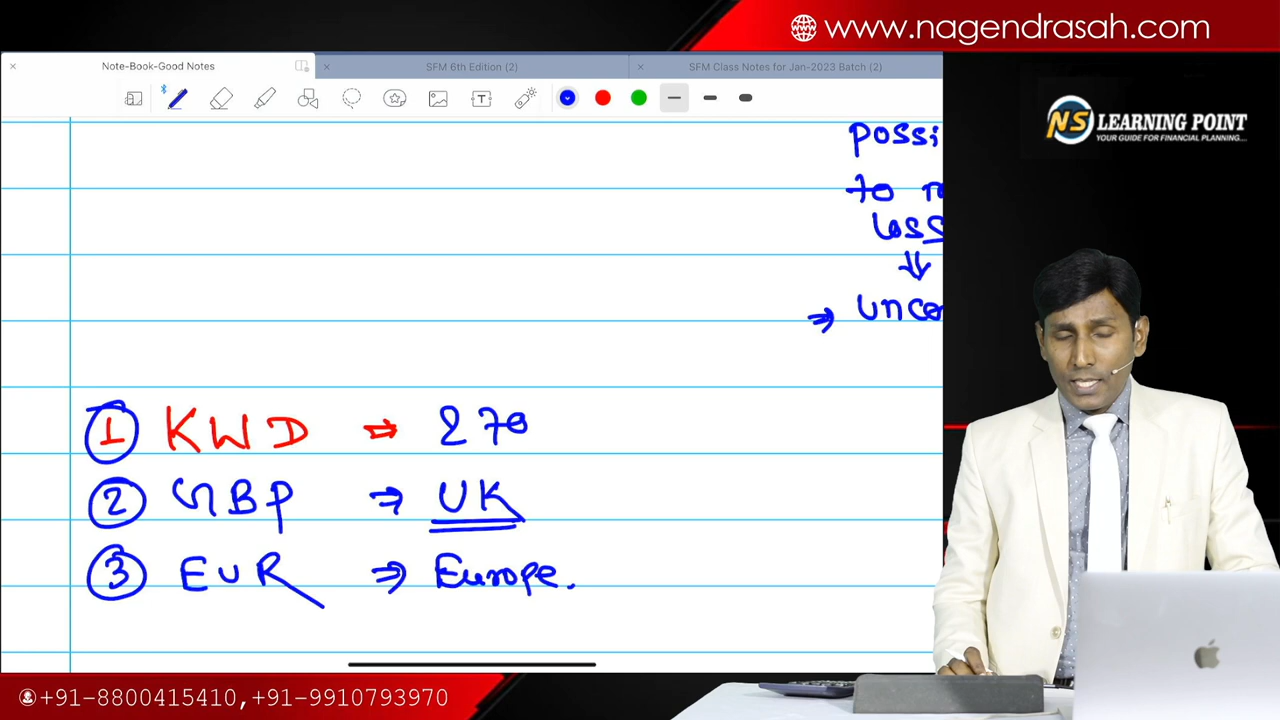 www.nagendrasah.com
Note-Book-Good Notes
SFM 6th Edition (2)
SFM Class Notes for Jan-2023 Batch (2)
NS LEARNING POINT
YOUR GUIDE FOR FINANCIAL PLANNING....
possi
to
loss
⇓
⇒ unce
① KWD ⇒ 270
② GBP ⇒ UK
③ EUR ⇒ Europe.
+91-8800415410,+91-9910793970